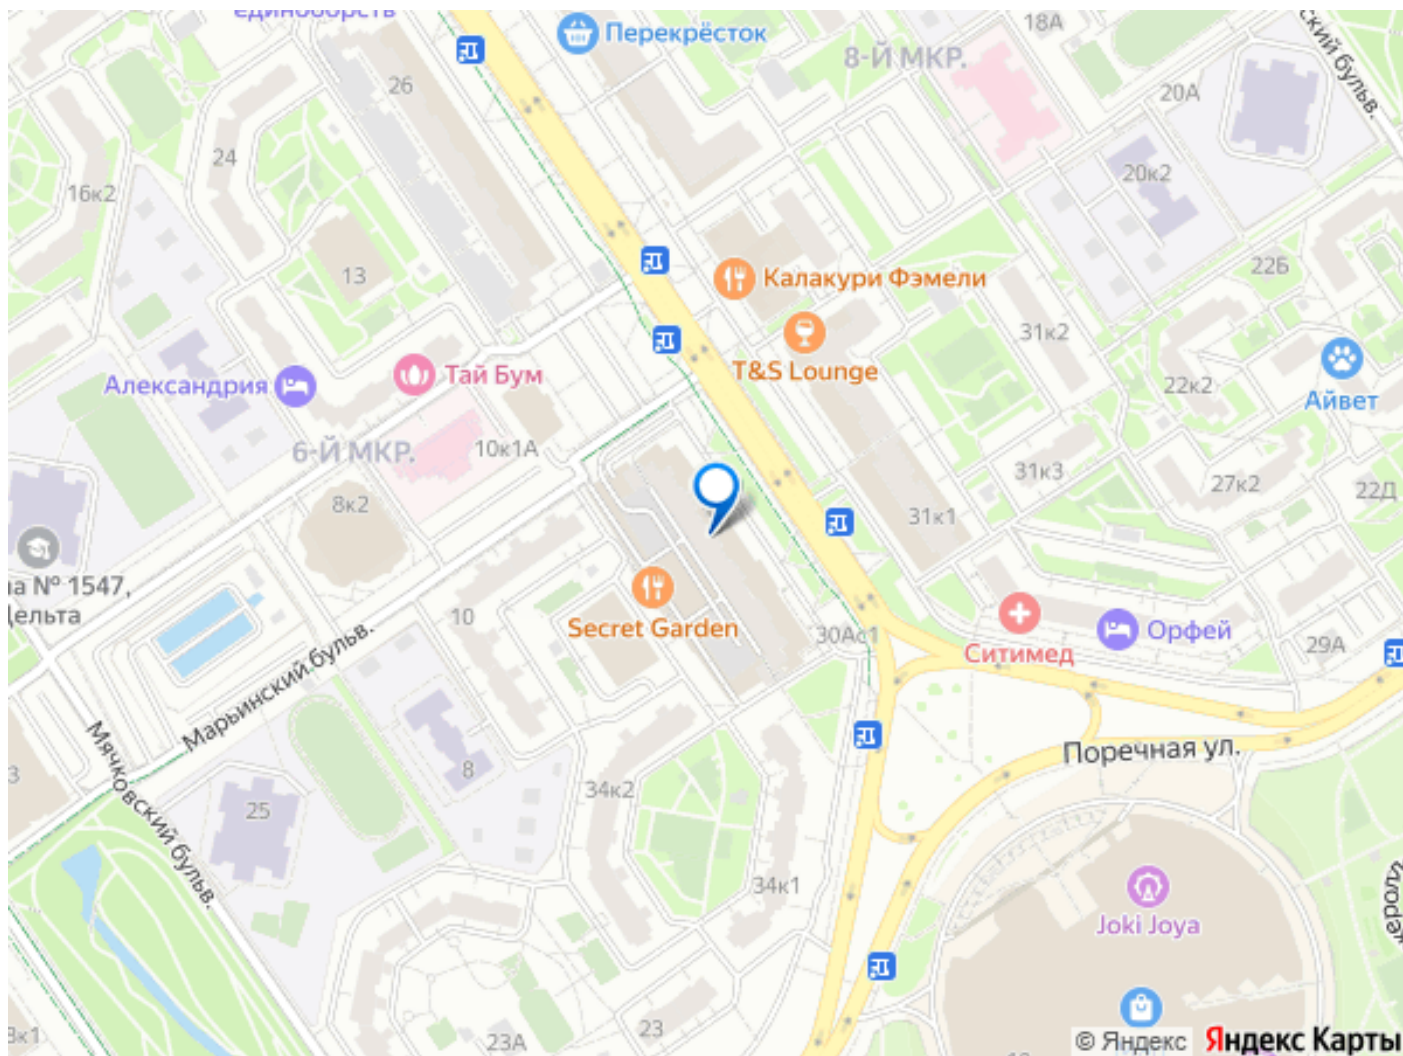 единоборств
Перекрёсток
18А
8-Й МКР.
26
20А
24
16к2
20к2
13
Калакури Фэмели
22Б
31к2
T&S Lounge
Александрия
Тай Бум
22к2
Айвет
6-Й МКР.
10к1А
31к3
27к2
22Д
8к2
31к1
№ 1547,
Дельта
10
Secret Garden
30Ас1
Орфей
Ситимед
29А
Марьинский бульв.
Мячковский бульв.
Поречная ул.
8
34к2
25
34к1
Joki Joya
23
23А
© Яндекс Яндекс Карты